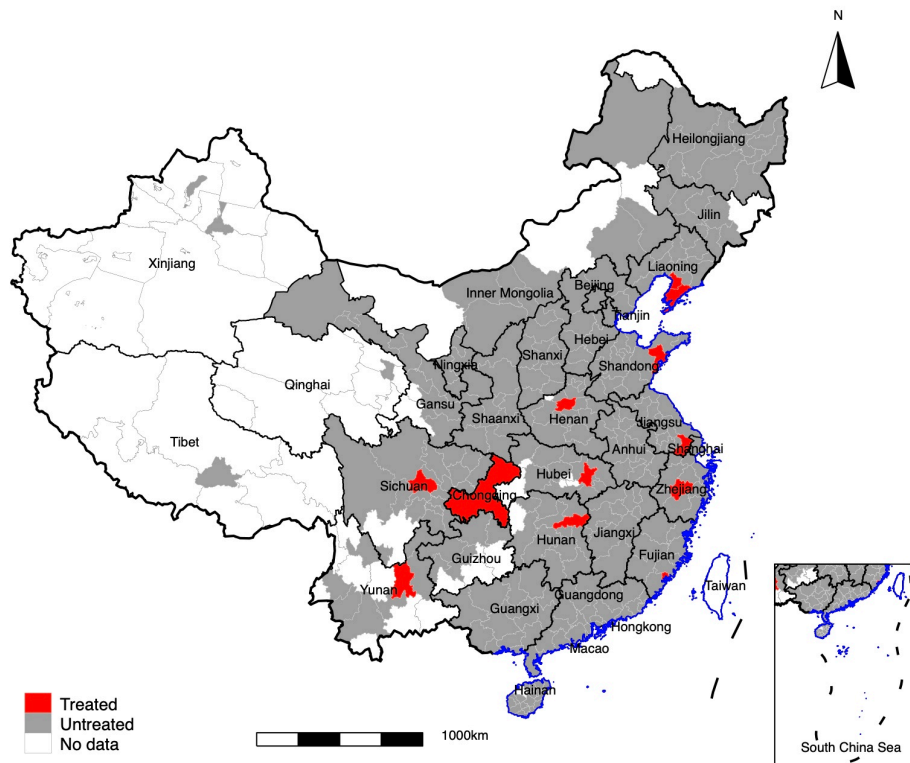 N
Heilongjiang
Jilin
Xinjiang
Liaoning
Inner Mongolia
Beijing
Tianjin
Hebei
Ningxia
Shanxi
Shandong
Qinghai
Gansu
Shaanxi
Henan
Jiangsu
Tibet
Anhui
Shanghai
Hubei
Sichuan
Chongqing
Zhejiang
Hunan
Jiangxi
Guizhou
Fujian
Yunan
Taiwan
Guangxi
Guangdong
Hongkong
Macao
Hainan
Treated
Untreated
No data
1000km
South China Sea